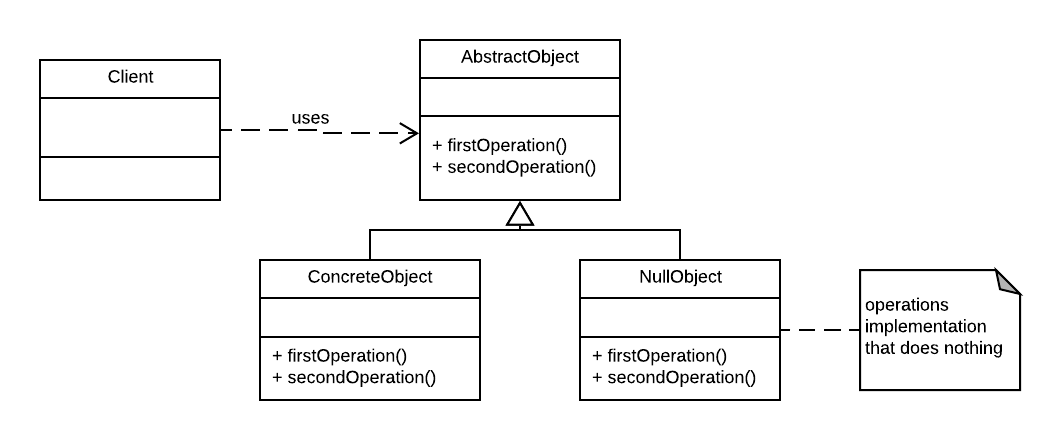 Client
uses
AbstractObject
+ firstOperation()
+ secondOperation()
ConcreteObject
+ firstOperation()
+ secondOperation()
NullObject
+ firstOperation()
+ secondOperation()
operations
implementation
that does nothing